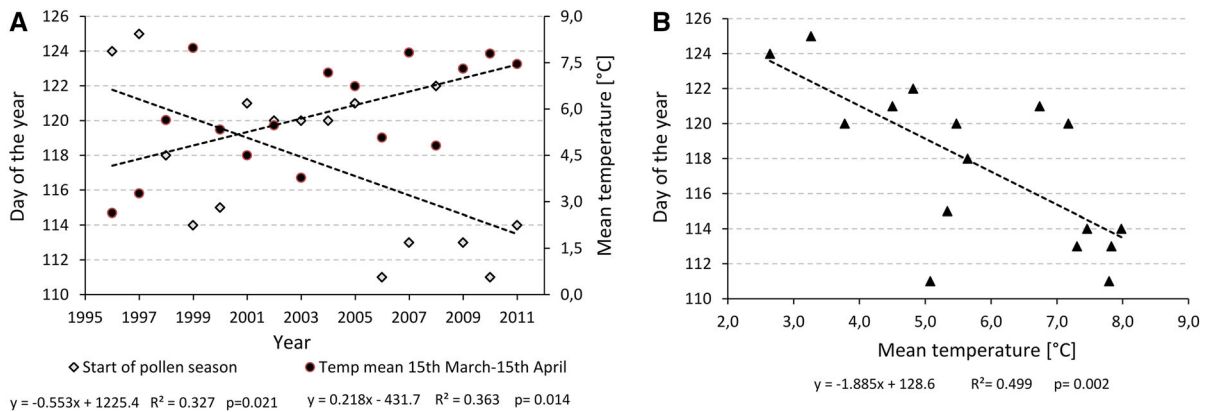 A
126 9,0
124 7,5
122 6,0
120
118 4,5
116 3,0
114 1,5
112
110 0,0
Day of the year
Mean temperature [°C]
1995 1997 1999 2001 2003 2005 2007 2009 2011
Year
Start of pollen season Temp mean 15th March-15th April
y = -0.553x + 1225.4 R² = 0.327 p=0.021 y = 0.218x - 431.7 R² = 0.363 p= 0.014
B
126
124
122
120
118
116
114
112
110
Day of the year
2,0 3,0 4,0 5,0 6,0 7,0 8,0 9,0
Mean temperature [°C]
y = -1.885x + 128.6 R²= 0.499 p= 0.002